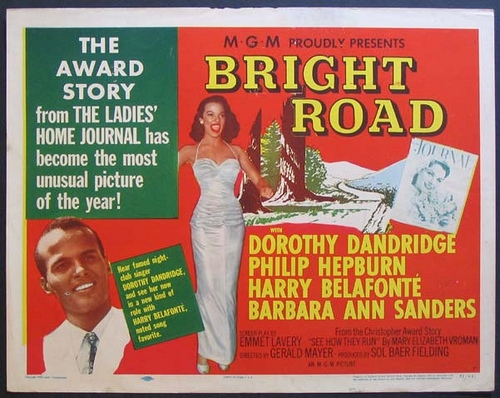 M·G·M PROUDLY PRESENTS
BRIGHT
ROAD
THE
AWARD
STORY
from THE LADIES'
HOME JOURNAL has
become the most
unusual picture
of the year!
JOURNAL
Hear famed night-
club singer
DOROTHY DANDRIDGE,
and see her now
in a new kind of
role with
HARRY BELAFONTE,
noted song
favorite.
WITH
DOROTHY DANDRIDGE
PHILIP HEPBURN
HARRY BELAFONTÉ
BARBARA ANN SANDERS
From the Christopher Award Story
SCREEN PLAY BY EMMET LAVERY "SEE HOW THEY RUN" By MARY ELIZABETH VROMAN
DIRECTED BY GERALD MAYER PRODUCED BY SOL BAER FIELDING
AN M-G-M PICTURE